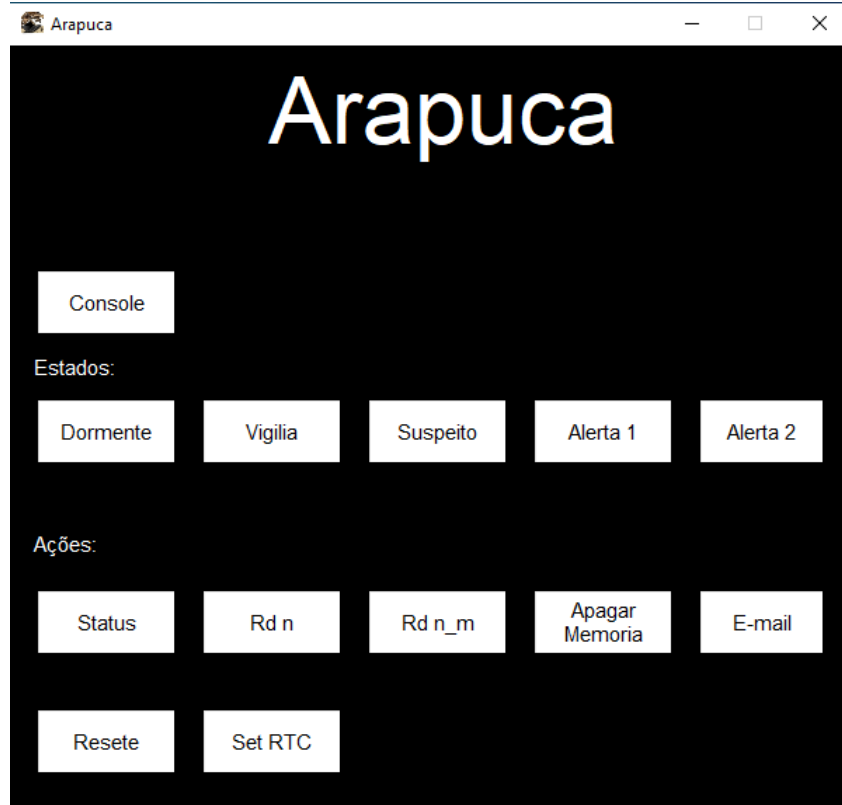 Arapuca
Arapuca
Console
Estados:
Dormente
Vigilia
Suspeito
Alerta 1
Alerta 2
Ações:
Status
Rd n
Rd n_m
Apagar
Memoria
E-mail
Resete
Set RTC